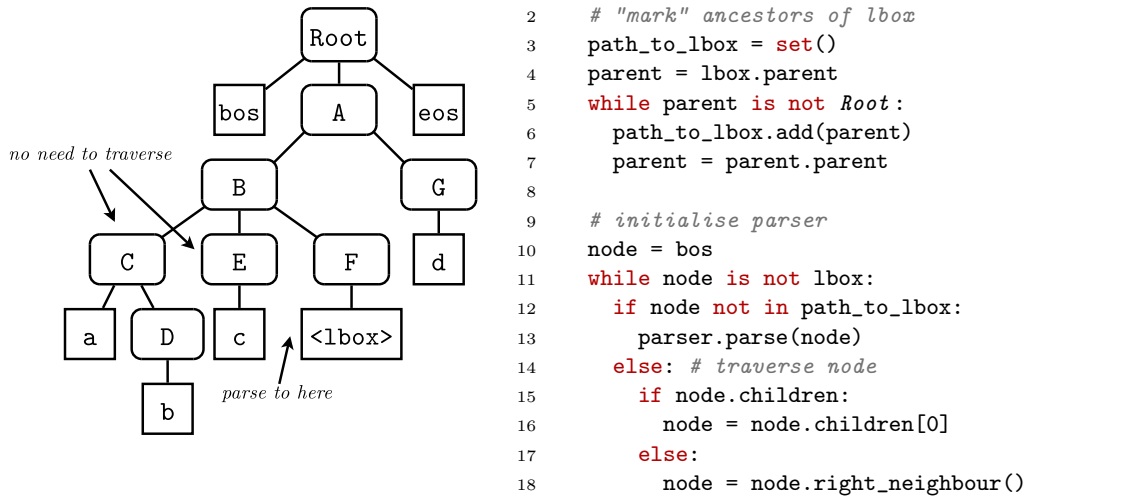 Root
bos
A
eos
no need to traverse
B
G
C
E
F
d
a
D
c
<lbox>
parse to here
b
2 # "mark" ancestors of lbox
3 path_to_lbox = set()
4 parent = lbox.parent
5 while parent is not Root:
6 path_to_lbox.add(parent)
7 parent = parent.parent
8
9 # initialise parser
10 node = bos
11 while node is not lbox:
12 if node not in path_to_lbox:
13 parser.parse(node)
14 else: # traverse node
15 if node.children:
16 node = node.children[0]
17 else:
18 node = node.right_neighbour()